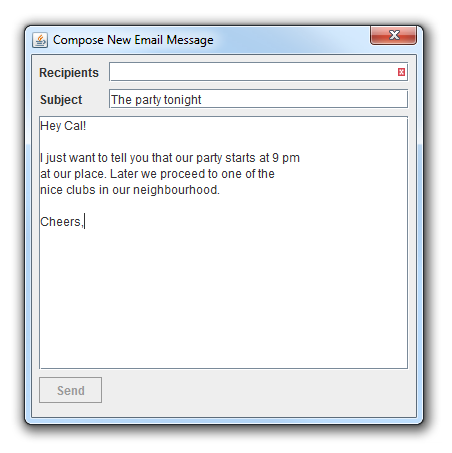 Compose New Email Message
Recipients
Subject The party tonight
Hey Cal!
I just want to tell you that our party starts at 9 pm
at our place. Later we proceed to one of the
nice clubs in our neighbourhood.
Cheers,
Send